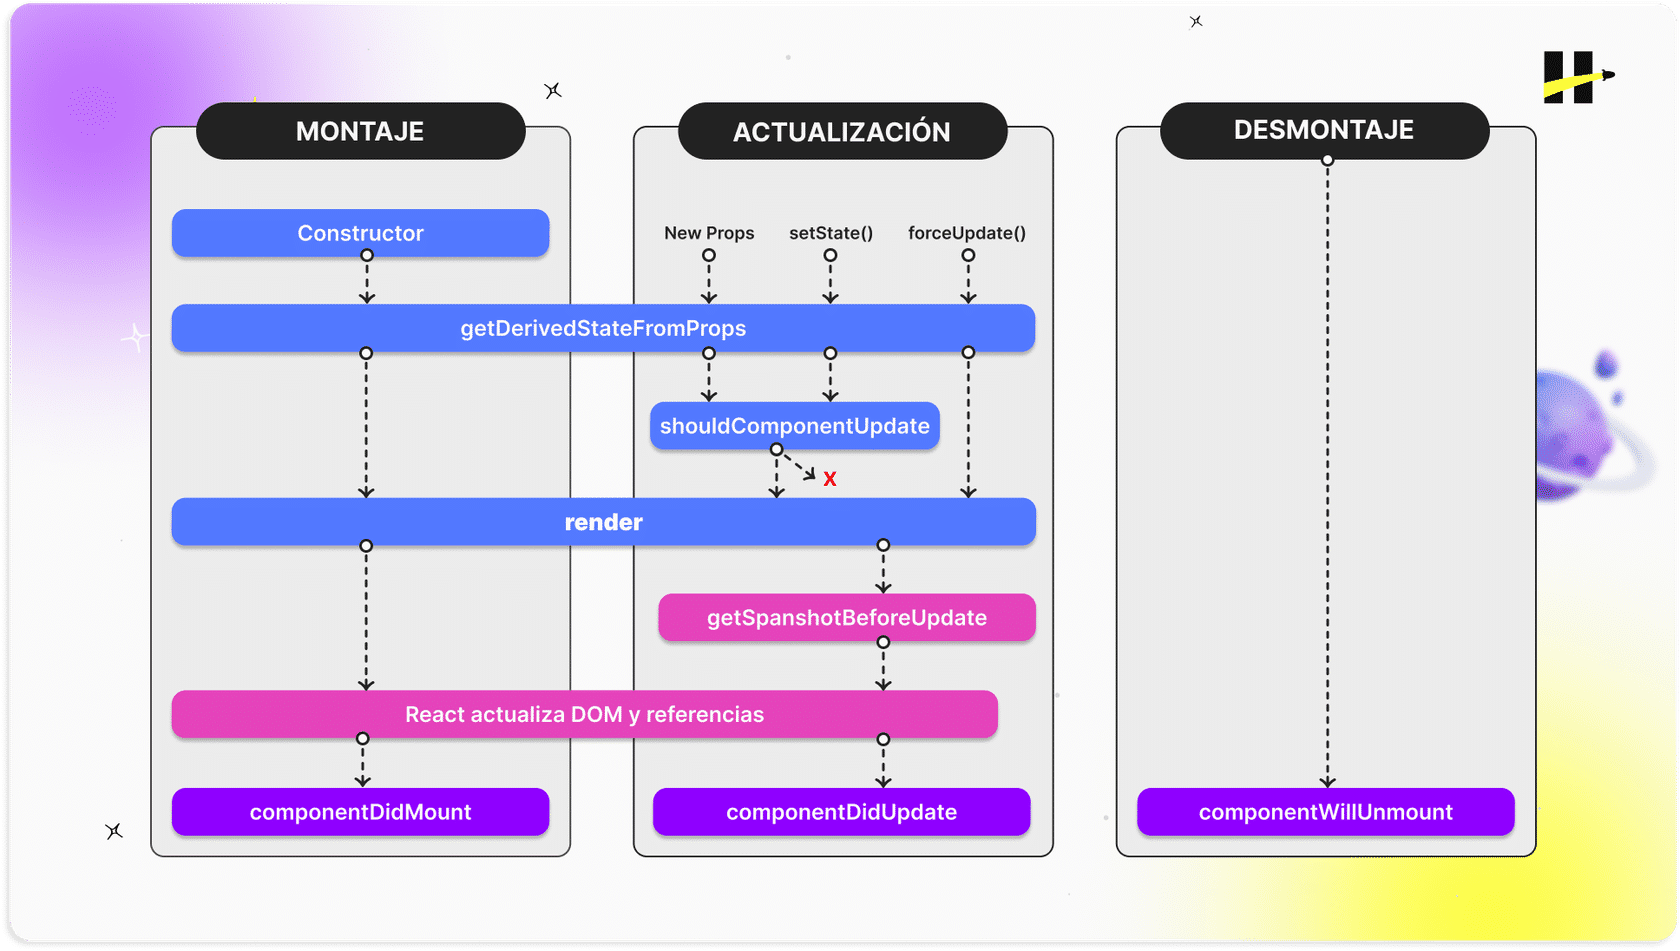 MONTAJE
ACTUALIZACIÓN
DESMONTAJE
Constructor
New Props
setState()
forceUpdate()
getDerivedStateFromProps
shouldComponentUpdate
X
render
getSpanshotBeforeUpdate
React actualiza DOM y referencias
componentDidMount
componentDidUpdate
componentWillUnmount